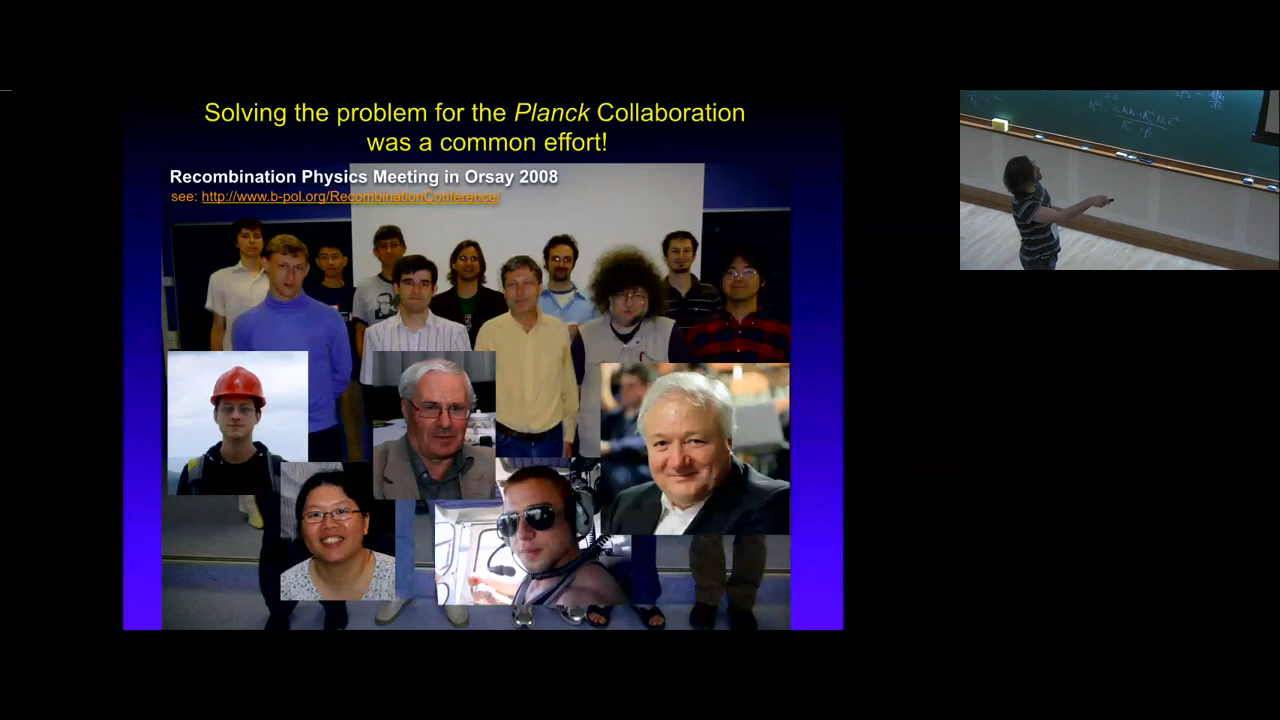 Solving the problem for the Planck Collaboration
was a common effort!
Recombination Physics Meeting in Orsay 2008
see: http://www.b-pol.org/RecombinationConference/